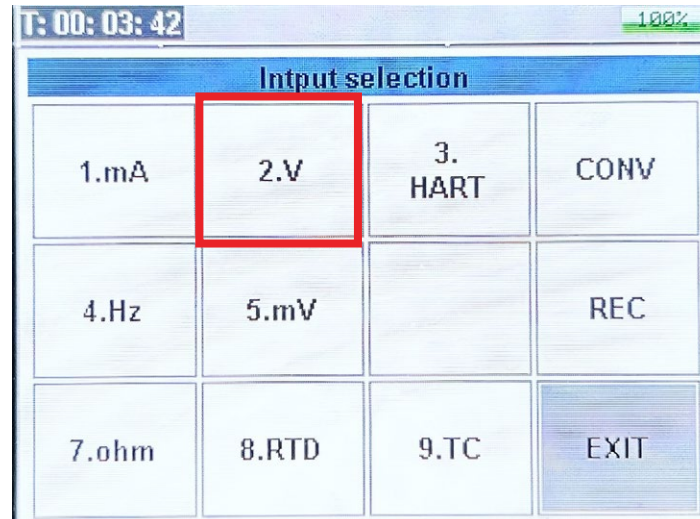 T: 00: 03: 42
100%
Intput selection
1.mA
2.V
3.
HART
CONV
4.Hz
5.mV
REC
7.ohm
8.RTD
9.TC
EXIT